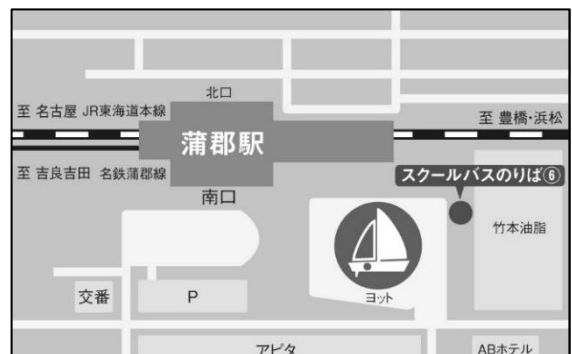 北口
至 名古屋 JR東海道本線
至 豊橋・浜松
蒲郡駅
至 吉良吉田 名鉄蒲郡線
スクールバスのりば⑥
南口
竹本油脂
交番
P
ヨット
アピタ
ABホテル